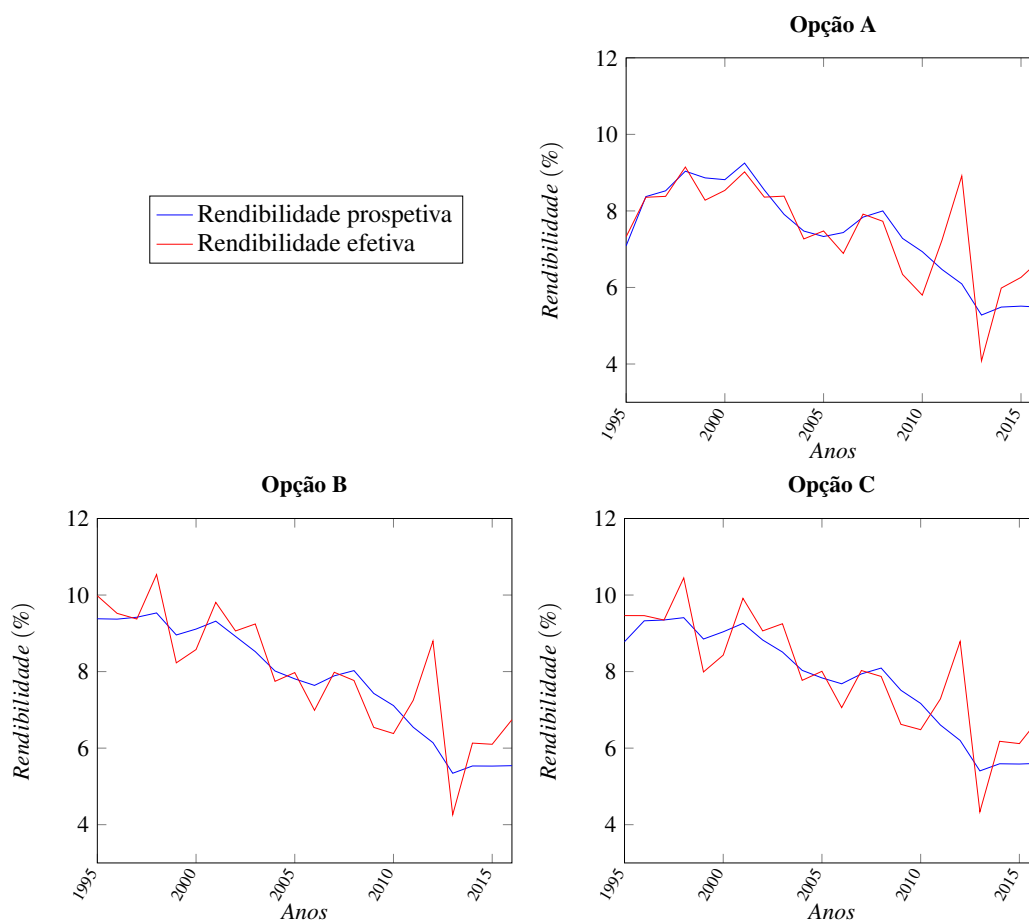 Opção A
12
10
8
6
4
Rendibilidade (%)
1995
2000
2005
2010
2015
Anos
Rendibilidade prospetiva
Rendibilidade efetiva
Opção B
12
10
8
6
4
Rendibilidade (%)
1995
2000
2005
2010
2015
Anos
Opção C
12
10
8
6
4
Rendibilidade (%)
1995
2000
2005
2010
2015
Anos